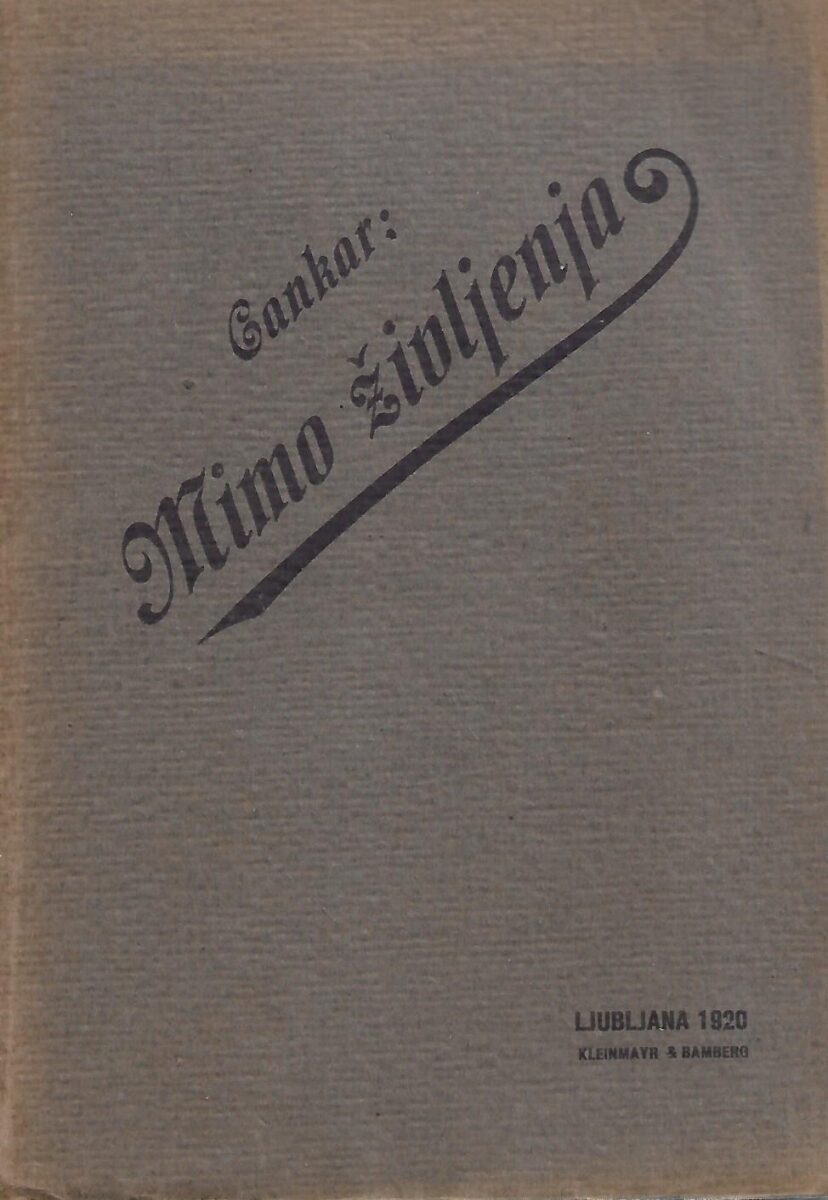 Cankar:
Mimo življenja
LJUBLJANA 1920
KLEINMAYR & BAMBERG